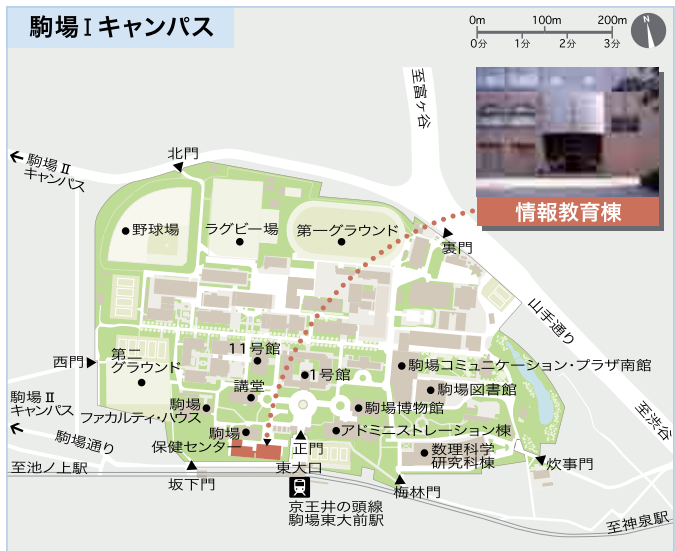 駒場Ⅰキャンパス
0m 100m 200m
0分 1分 2分 3分
N
至富ヶ谷
情報教育棟
北門
駒場Ⅱ
キャンパス
野球場
ラグビー場
第一グラウンド
裏門
山手通り
西門
第二
グラウンド
11号館
1号館
講堂
駒場コミュニケーション・プラザ南館
駒場図書館
駒場Ⅱ
キャンパス
駒場
ファカルティ・ハウス
駒場博物館
至渋谷
駒場通り
駒場
保健センター
アドミニストレーション棟
正門
数理科学
研究科棟
炊事門
至池ノ上駅
坂下門
東大口
梅林門
京王井の頭線
駒場東大前駅
至神泉駅